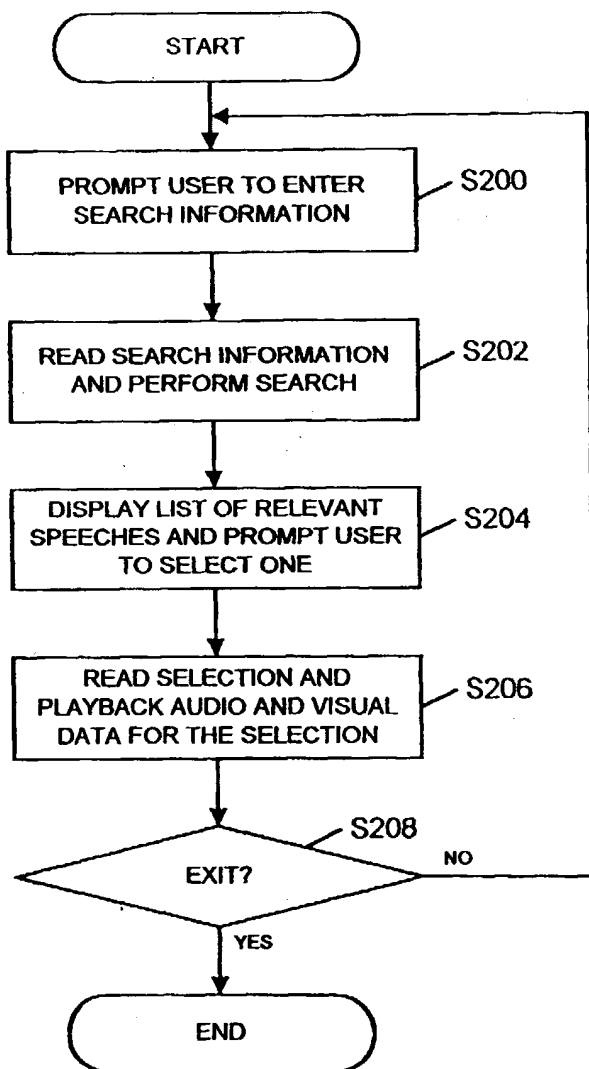 START
PROMPT USER TO ENTER
SEARCH INFORMATION
S200
READ SEARCH INFORMATION
AND PERFORM SEARCH
S202
DISPLAY LIST OF RELEVANT
SPEECHES AND PROMPT USER
TO SELECT ONE
S204
READ SELECTION AND
PLAYBACK AUDIO AND VISUAL
DATA FOR THE SELECTION
S206
S208
EXIT?
NO
YES
END